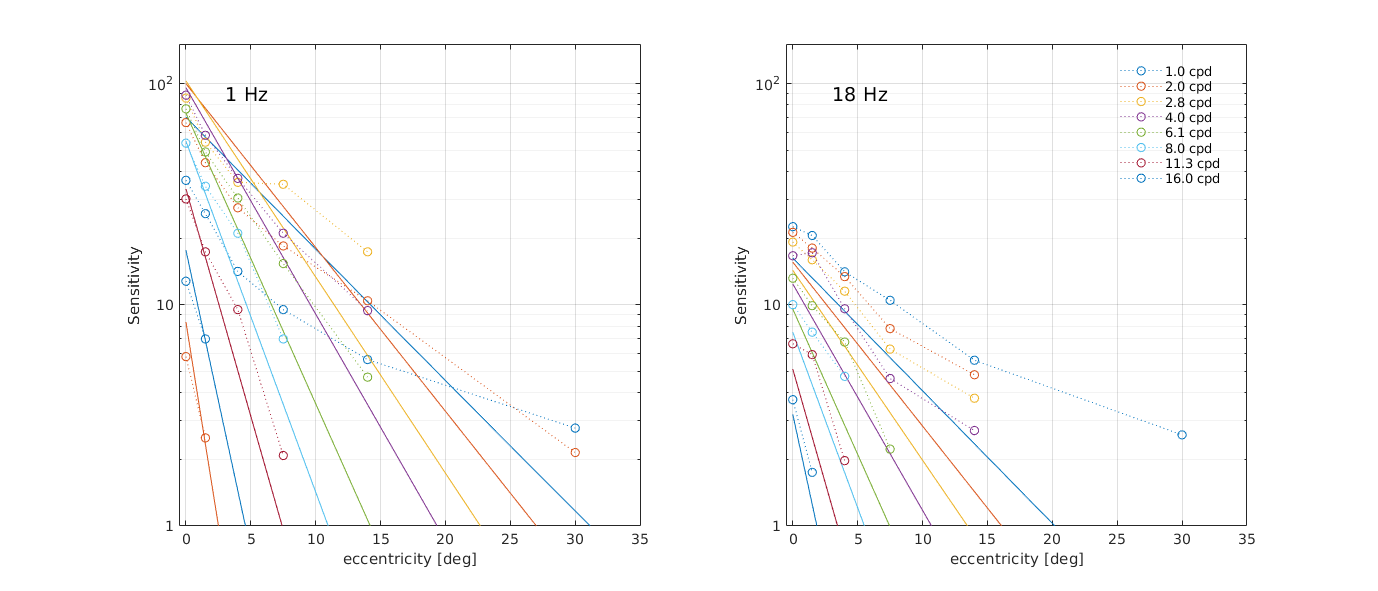 1 Hz
10²
10
1
Sensitivity
0 5 10 15 20 25 30 35
eccentricity [deg]
18 Hz
1.0 cpd
2.0 cpd
2.8 cpd
4.0 cpd
6.1 cpd
8.0 cpd
11.3 cpd
16.0 cpd
10²
10
1
Sensitivity
0 5 10 15 20 25 30 35
eccentricity [deg]